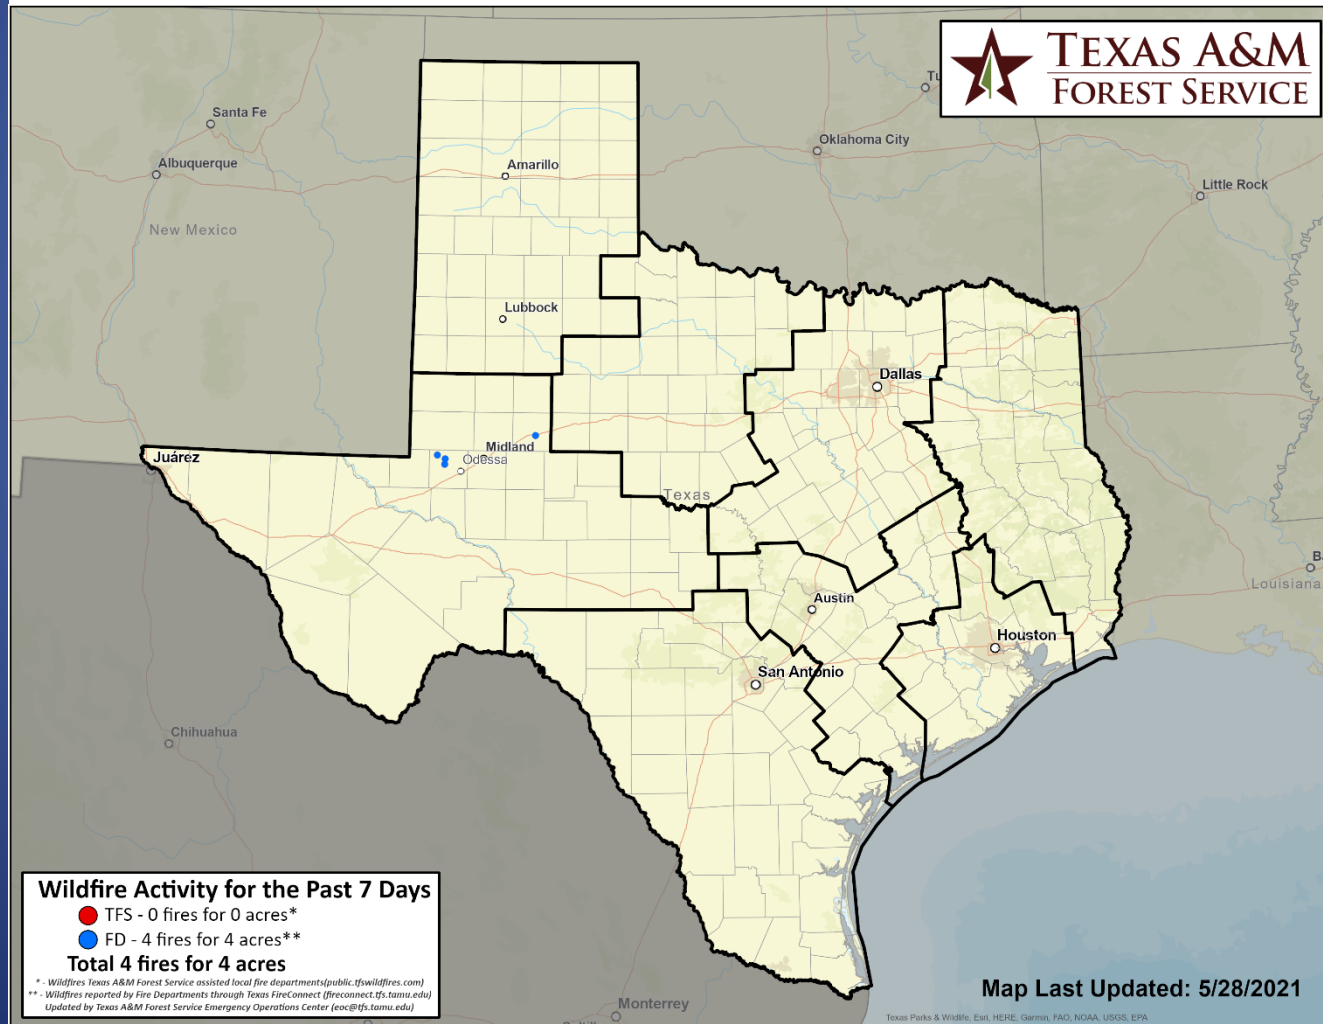 TEXAS A&M
FOREST SERVICE
Santa Fe
Oklahoma City
Albuquerque
Amarillo
Little Rock
New Mexico
Lubbock
Dallas
Midland
Odessa
Juárez
Texas
Louisiana
Austin
Houston
San Antonio
Chihuahua
Wildfire Activity for the Past 7 Days
TFS - 0 fires for 0 acres*
FD - 4 fires for 4 acres**
Total 4 fires for 4 acres
* - Wildfires Texas A&M Forest Service assisted local fire departments(public.tfswildfires.com)
** - Wildfires reported by Fire Departments through Texas FireConnect (fireconnect.tfs.tamu.edu)
Updated by Texas A&M Forest Service Emergency Operations Center (eoc@tfs.tamu.edu)
Map Last Updated: 5/28/2021
Monterrey
Texas Parks & Wildlife, Esri, HERE, Garmin, FAO, NOAA, USGS, EPA